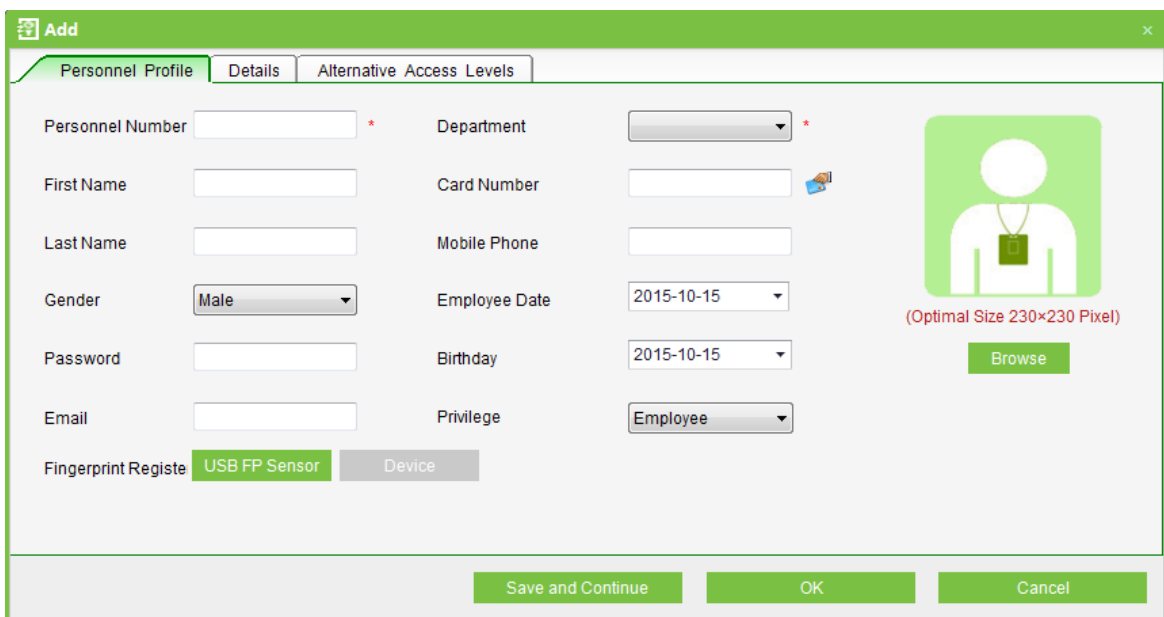 Add
Personnel Profile Details Alternative Access Levels
Personnel Number * Department *
First Name Card Number
Last Name Mobile Phone
Gender Male Employee Date 2015-10-15
(Optimal Size 230×230 Pixel)
Password Birthday 2015-10-15 Browse
Email Privilege Employee
Fingerprint Registe USB FP Sensor Device
Save and Continue OK Cancel